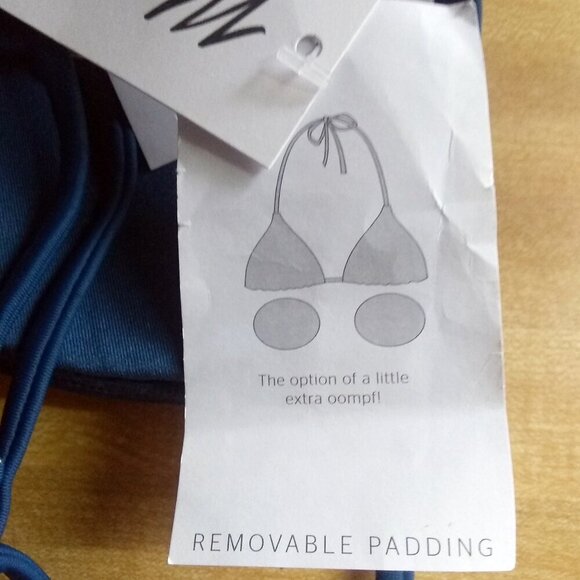 The option of a little
extra oompf!
REMOVABLE PADDING